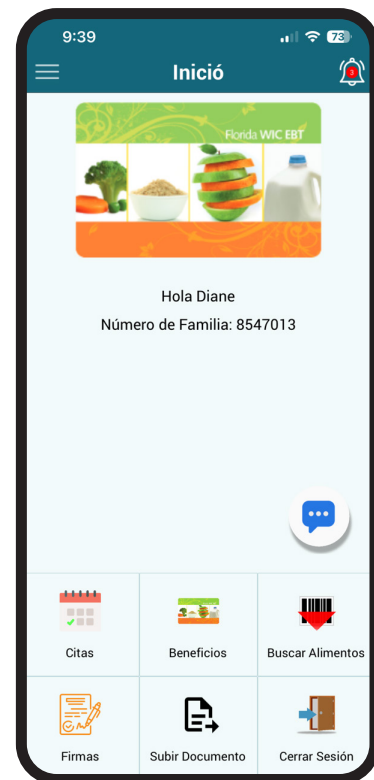 9:39
73
Inició
3
Florida WIC EBT
Hola Diane
Número de Familia: 8547013
Citas
Beneficios
Buscar Alimentos
Firmas
Subir Documento
Cerrar Sesión